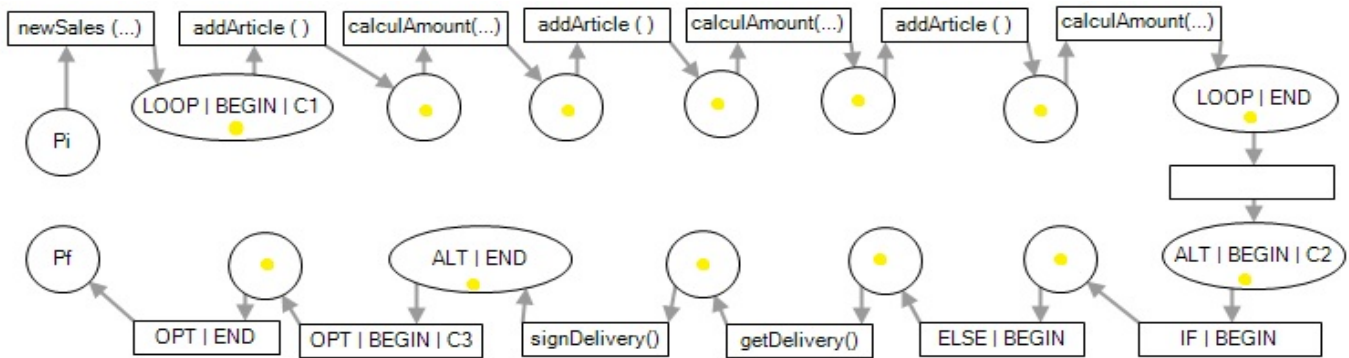 newSales (...)
addArticle ( )
calculAmount(...)
addArticle ( )
calculAmount(...)
addArticle ( )
calculAmount(...)
Pi
LOOP | BEGIN | C1
LOOP | END
Pf
ALT | END
ALT | BEGIN | C2
OPT | END
OPT | BEGIN | C3
signDelivery()
getDelivery()
ELSE | BEGIN
IF | BEGIN